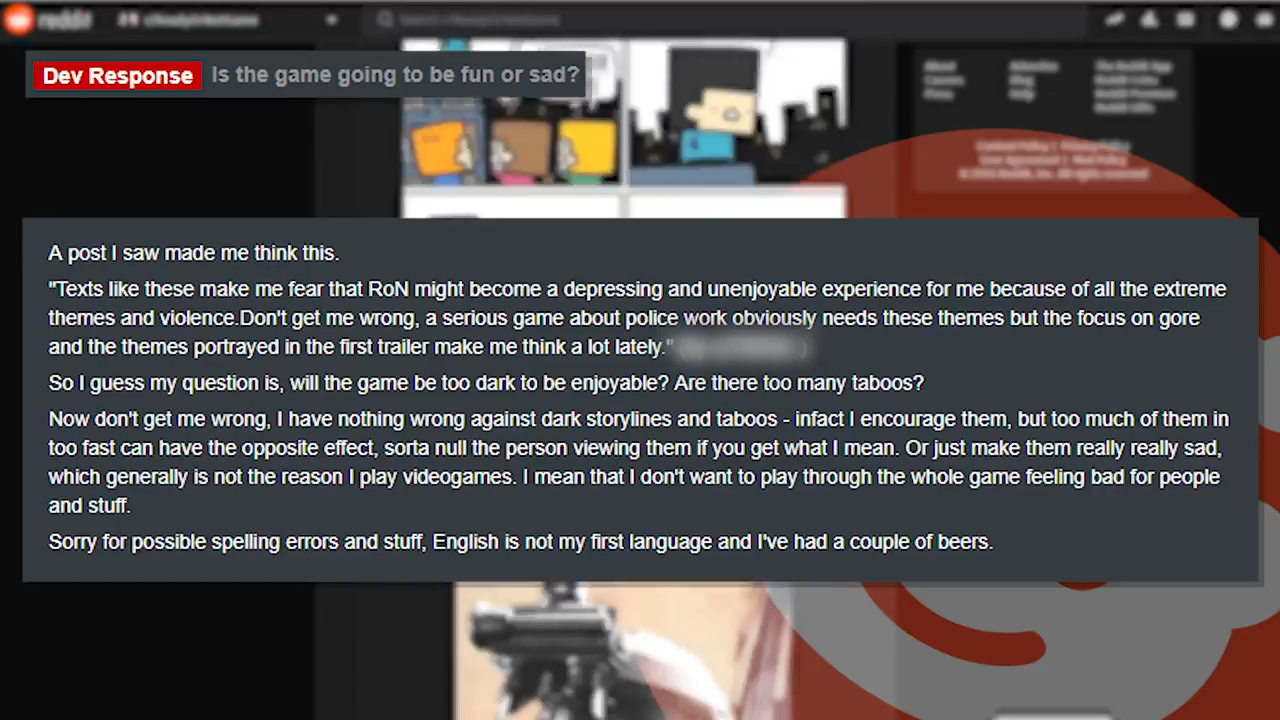 reddit
Dev Response Is the game going to be fun or sad?
A post I saw made me think this.
"Texts like these make me fear that RoN might become a depressing and unenjoyable experience for me because of all the extreme
themes and violence.Don't get me wrong, a serious game about police work obviously needs these themes but the focus on gore
and the themes portrayed in the first trailer make me think a lot lately."
So I guess my question is, will the game be too dark to be enjoyable? Are there too many taboos?
Now don't get me wrong, I have nothing wrong against dark storylines and taboos - infact I encourage them, but too much of them in
too fast can have the opposite effect, sorta null the person viewing them if you get what I mean. Or just make them really really sad,
which generally is not the reason I play videogames. I mean that I don't want to play through the whole game feeling bad for people
and stuff.
Sorry for possible spelling errors and stuff, English is not my first language and I've had a couple of beers.